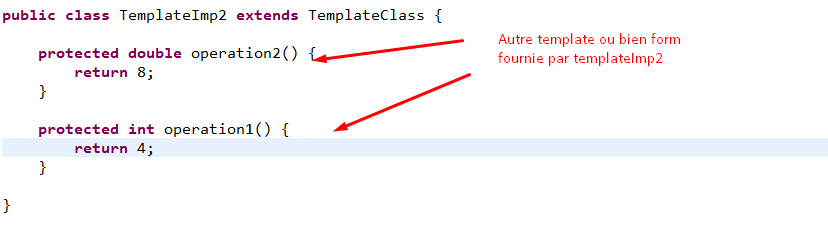 public class TemplateImp2 extends TemplateClass {
protected double operation2() {
return 8;
}
protected int operation1() {
return 4;
}
}
Autre template ou bien form
fournie par templateImp2